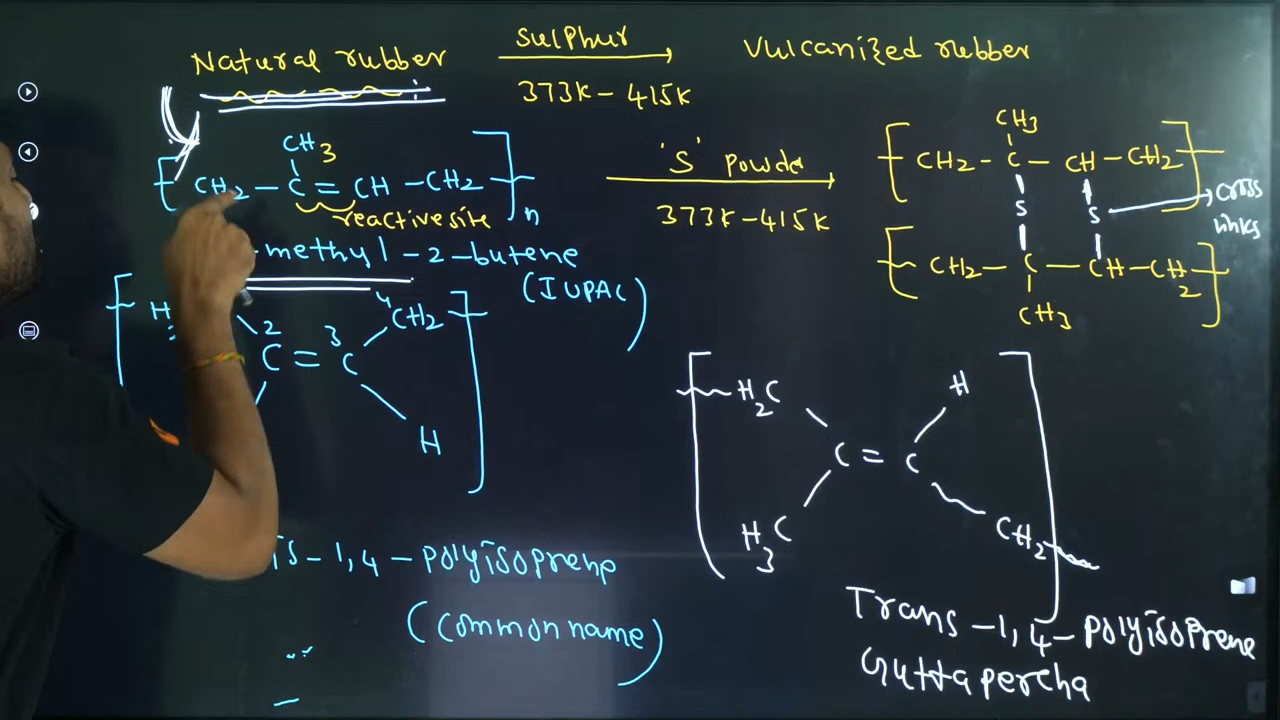 Natural rubber sulphur Vulcanized rubber
373K - 415K
CH3
CH2 - C = CH - CH2
n
reactive site
-methyl-2-butene
(IUPAC)
'S' Powder
373K-415K
CH3
CH2 - C - CH - CH2
S S
cross links
CH2 - C - CH - CH2
CH3
H
2 3 4
CH2
C = C
H
is-1,4-polyisoprene
(common name)
H2C H
C = C
H3C CH2
Trans-1,4-polyisoprene
Guttapercha